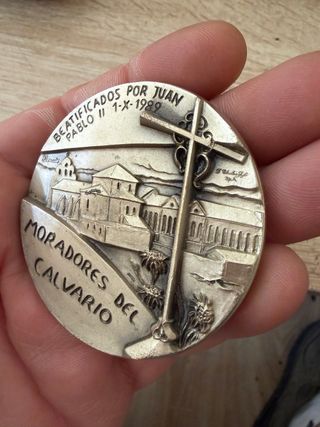 BEATIFICADOS POR JUAN
PABLO II 1-X-1989
MORADORES DEL
CALVARIO